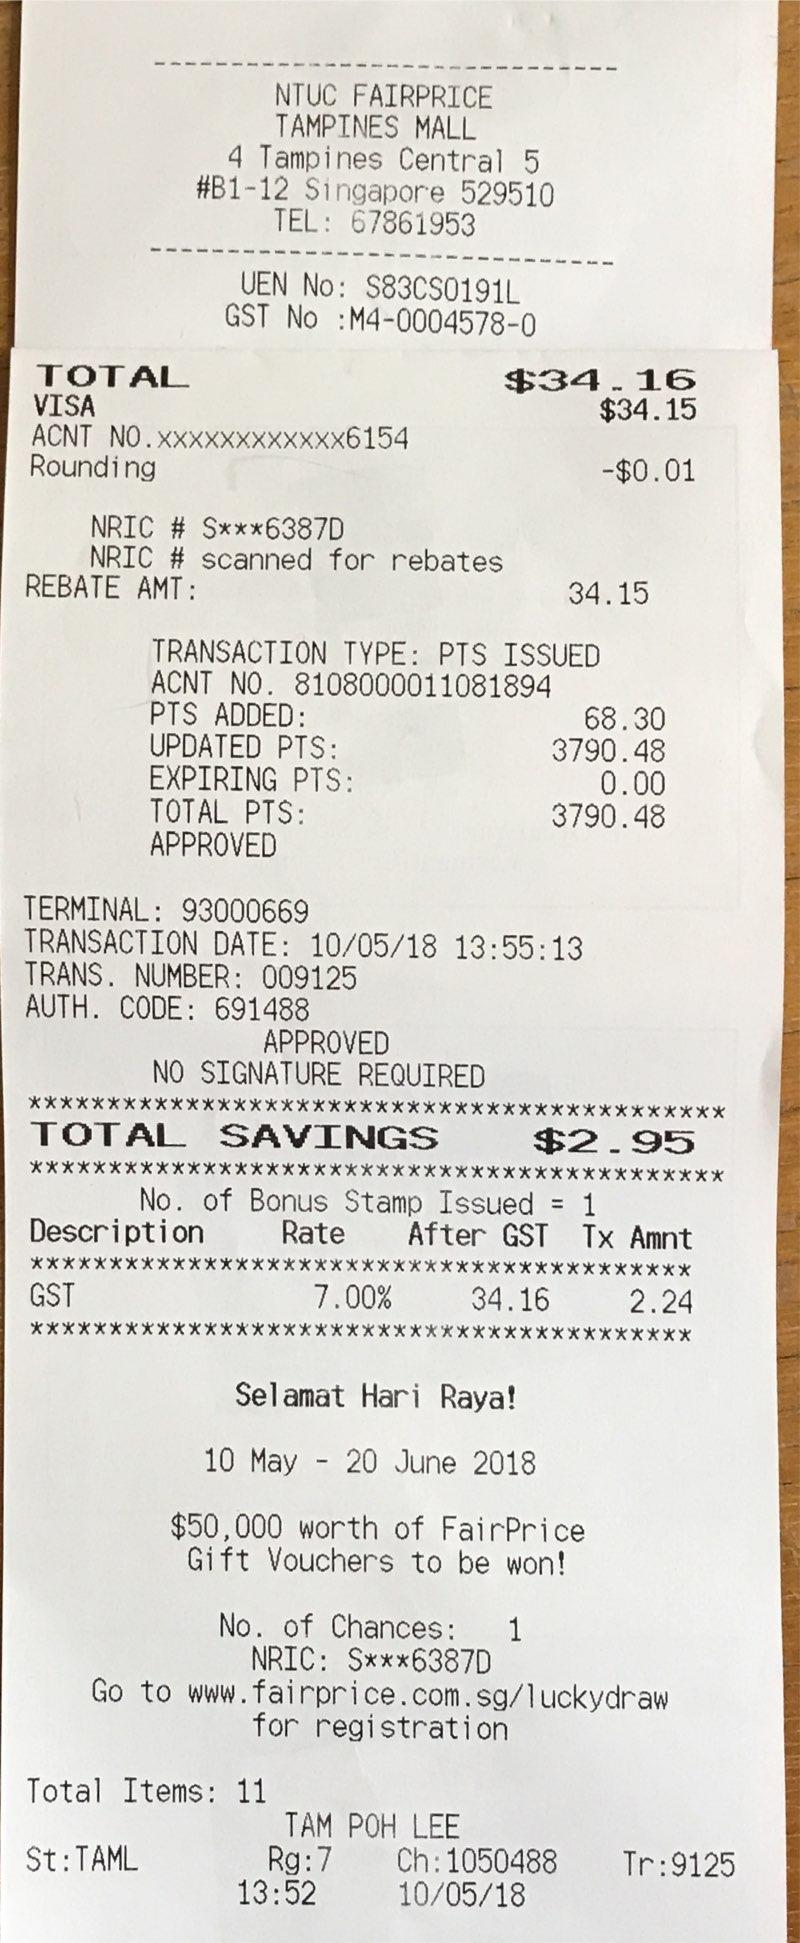 ------------------------------
NTUC FAIRPRICE
TAMPINES MALL
4 Tampines Central 5
#B1-12 Singapore 529510
TEL: 67861953
------------------------------
UEN No: S83CS0191L
GST No :M4-0004578-0
TOTAL $34.16
VISA $34.15
ACNT NO.xxxxxxxxxxxx6154
Rounding -$0.01
NRIC # S***6387D
NRIC # scanned for rebates
REBATE AMT: 34.15
TRANSACTION TYPE: PTS ISSUED
ACNT NO. 8108000011081894
PTS ADDED: 68.30
UPDATED PTS: 3790.48
EXPIRING PTS: 0.00
TOTAL PTS: 3790.48
APPROVED
TERMINAL: 93000669
TRANSACTION DATE: 10/05/18 13:55:13
TRANS. NUMBER: 009125
AUTH. CODE: 691488
APPROVED
NO SIGNATURE REQUIRED
********************************************
TOTAL SAVINGS $2.95
********************************************
No. of Bonus Stamp Issued = 1
Description Rate After GST Tx Amnt
******************************************
GST 7.00% 34.16 2.24
******************************************
Selamat Hari Raya!
10 May - 20 June 2018
$50,000 worth of FairPrice
Gift Vouchers to be won!
No. of Chances: 1
NRIC: S***6387D
Go to www.fairprice.com.sg/luckydraw
for registration
Total Items: 11
TAM POH LEE
St:TAML Rg:7 Ch:1050488 Tr:9125
13:52 10/05/18